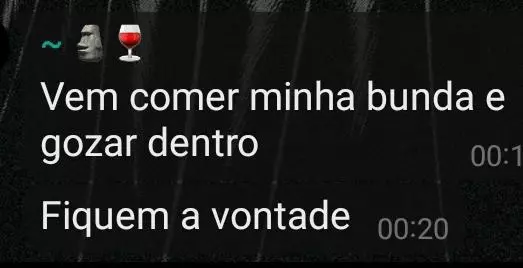 ~ 🗿🍷
Vem comer minha bunda e
gozar dentro
00:1
Fiquem a vontade 00:20